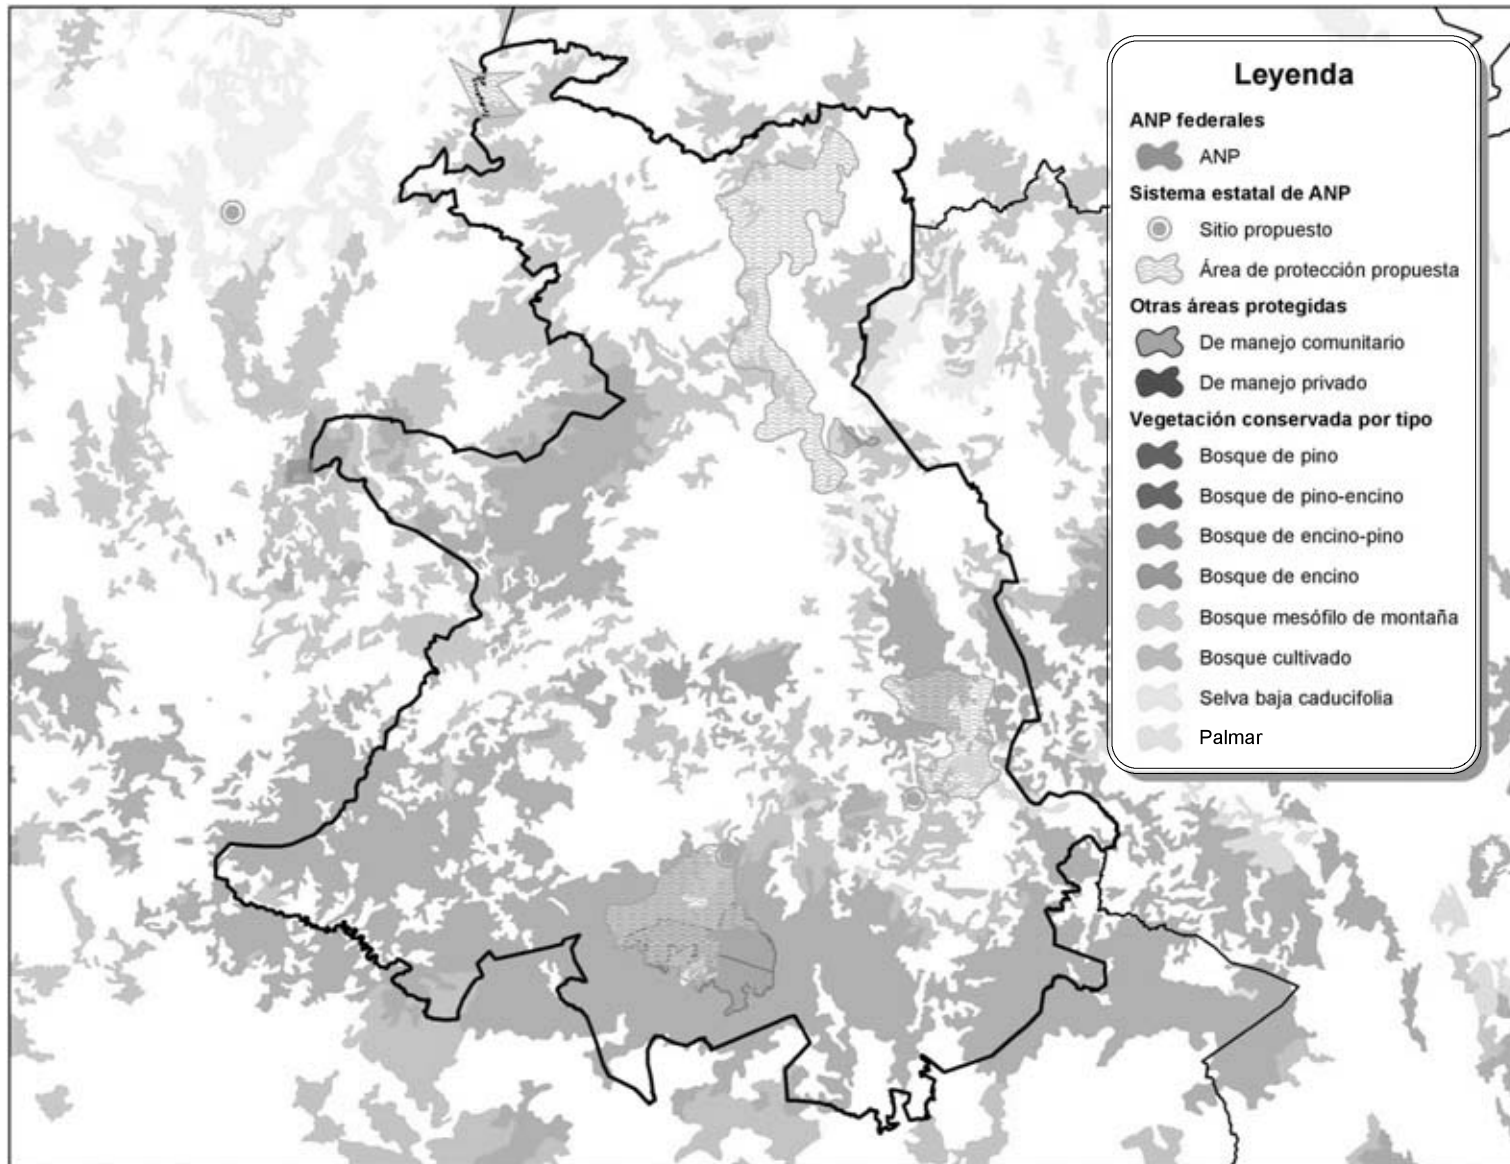 Leyenda
ANP federales
ANP
Sistema estatal de ANP
Sitio propuesto
Área de protección propuesta
Otras áreas protegidas
De manejo comunitario
De manejo privado
Vegetación conservada por tipo
Bosque de pino
Bosque de pino-encino
Bosque de encino-pino
Bosque de encino
Bosque mesófilo de montaña
Bosque cultivado
Selva baja caducifolia
Palmar